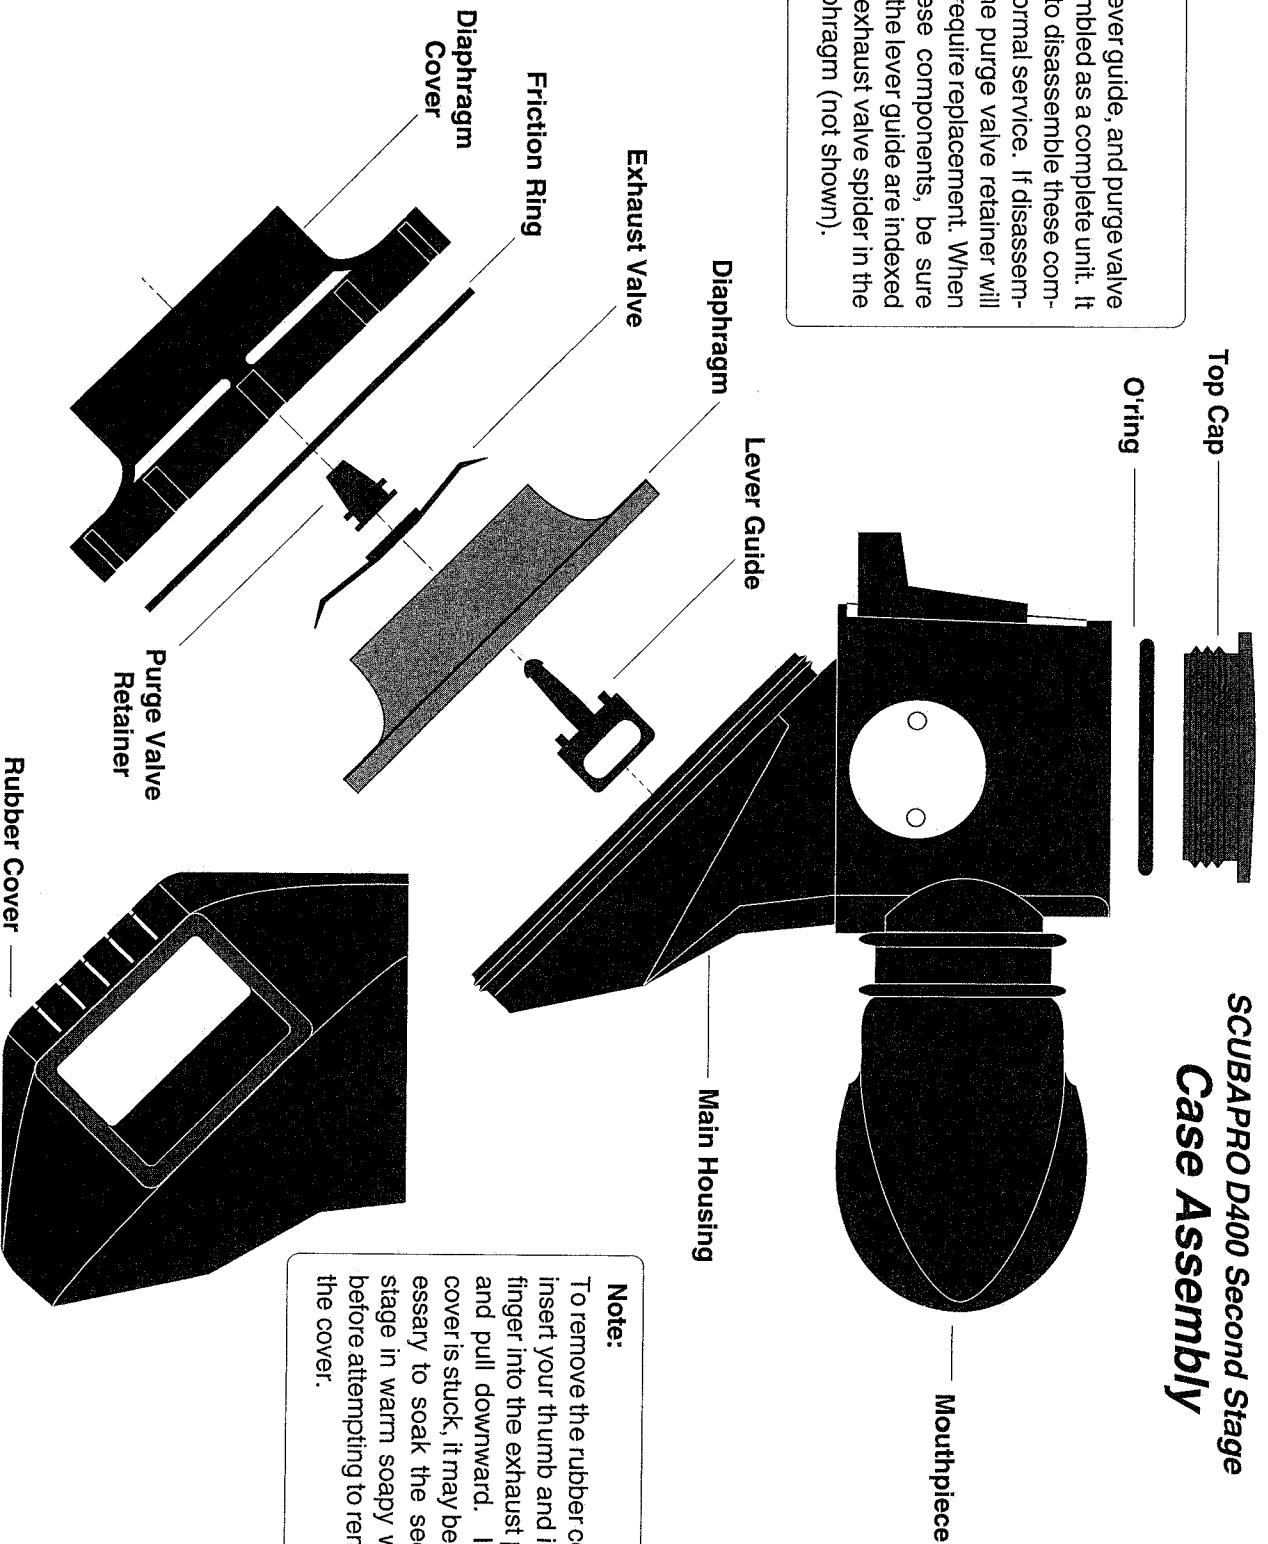 SCUBAPRO D400 Second Stage
Case Assembly
Top Cap
O'ring
ever guide, and purge valve
mbled as a complete unit. It
to disassemble these com-
ormal service. If disassem-
ne purge valve retainer will
require replacement. When
ese components, be sure
the lever guide are indexed
exhaust valve spider in the
phragm (not shown).
Mouthpiece
Lever Guide
Diaphragm
Main Housing
Exhaust Valve
Friction Ring
Diaphragm
Cover
Purge Valve
Retainer
Rubber Cover
Note:
To remove the rubber c
insert your thumb and i
finger into the exhaust
and pull downward.
cover is stuck, it may be
essary to soak the se
stage in warm soapy w
before attempting to re
the cover.